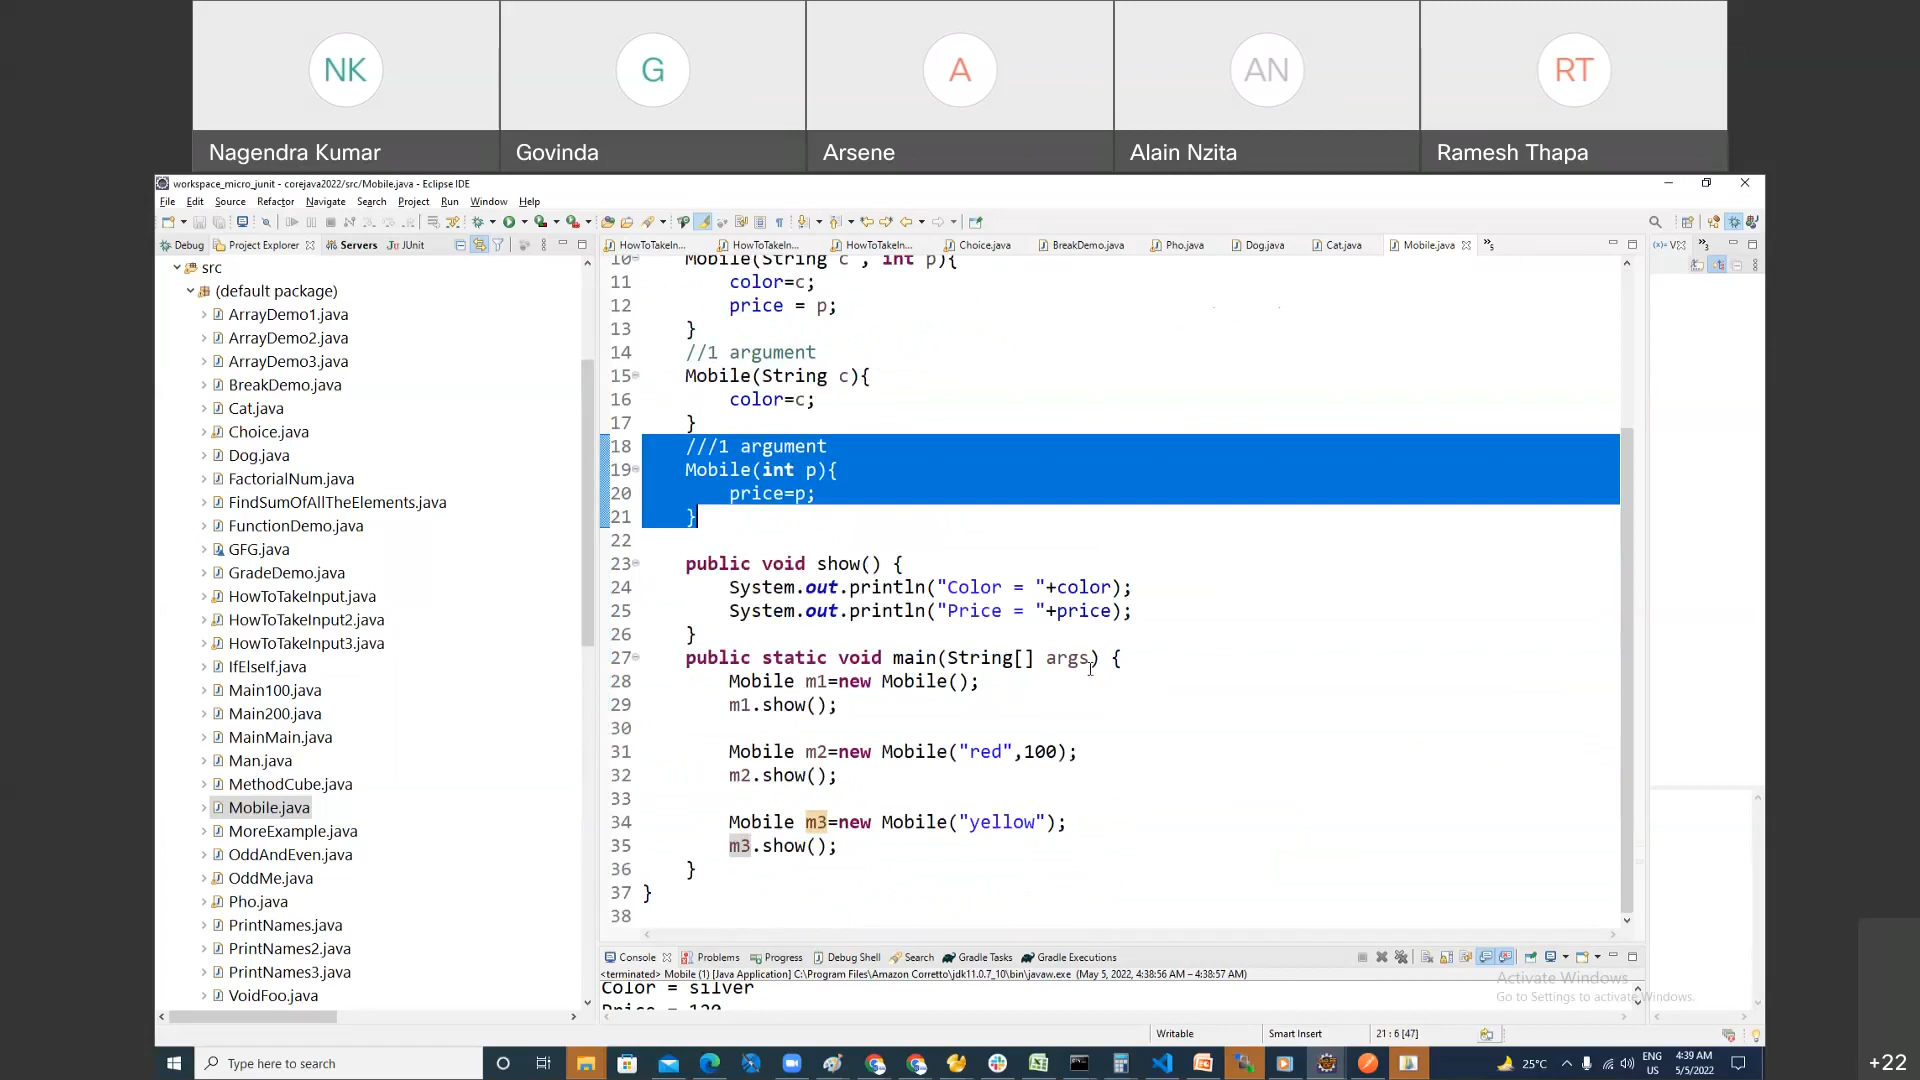 NK
G
A
AN
RT
Nagendra Kumar
Govinda
Arsene
Alain Nzita
Ramesh Thapa
workspace_micro_junit - corejava2022/src/Mobile.java - Eclipse IDE
File Edit Source Refactor Navigate Search Project Run Window Help
Debug Project Explorer Servers JUnit
HowToTakeIn... HowToTakeIn... HowToTakeIn... Choice.java BreakDemo.java Pho.java Dog.java Cat.java Mobile.java »5
(x)= V »3
src
(default package)
ArrayDemo1.java
ArrayDemo2.java
ArrayDemo3.java
BreakDemo.java
Cat.java
Choice.java
Dog.java
FactorialNum.java
FindSumOfAllTheElements.java
FunctionDemo.java
GFG.java
GradeDemo.java
HowToTakeInput.java
HowToTakeInput2.java
HowToTakeInput3.java
IfElseIf.java
Main100.java
Main200.java
MainMain.java
Man.java
MethodCube.java
Mobile.java
MoreExample.java
OddAndEven.java
OddMe.java
Pho.java
PrintNames.java
PrintNames2.java
PrintNames3.java
VoidFoo.java
10 Mobile(String c , int p){
11 color=c;
12 price = p;
13 }
14 //1 argument
15 Mobile(String c){
16 color=c;
17 }
18 ///1 argument
19 Mobile(int p){
20 price=p;
21 }
22
23 public void show() {
24 System.out.println("Color = "+color);
25 System.out.println("Price = "+price);
26 }
27 public static void main(String[] args) {
28 Mobile m1=new Mobile();
29 m1.show();
30
31 Mobile m2=new Mobile("red",100);
32 m2.show();
33
34 Mobile m3=new Mobile("yellow");
35 m3.show();
36 }
37 }
38
Console Problems Progress Debug Shell Search Gradle Tasks Gradle Executions
<terminated> Mobile (1) [Java Application] C:\Program Files\Amazon Corretto\jdk11.0.7_10\bin\javaw.exe (May 5, 2022, 4:38:56 AM – 4:38:57 AM)
Color = silver
Price = 120
Activate Windows
Go to Settings to activate Windows.
Writable Smart Insert 21 : 6 [47]
Type here to search
25°C ENG US 4:39 AM 5/5/2022
+22